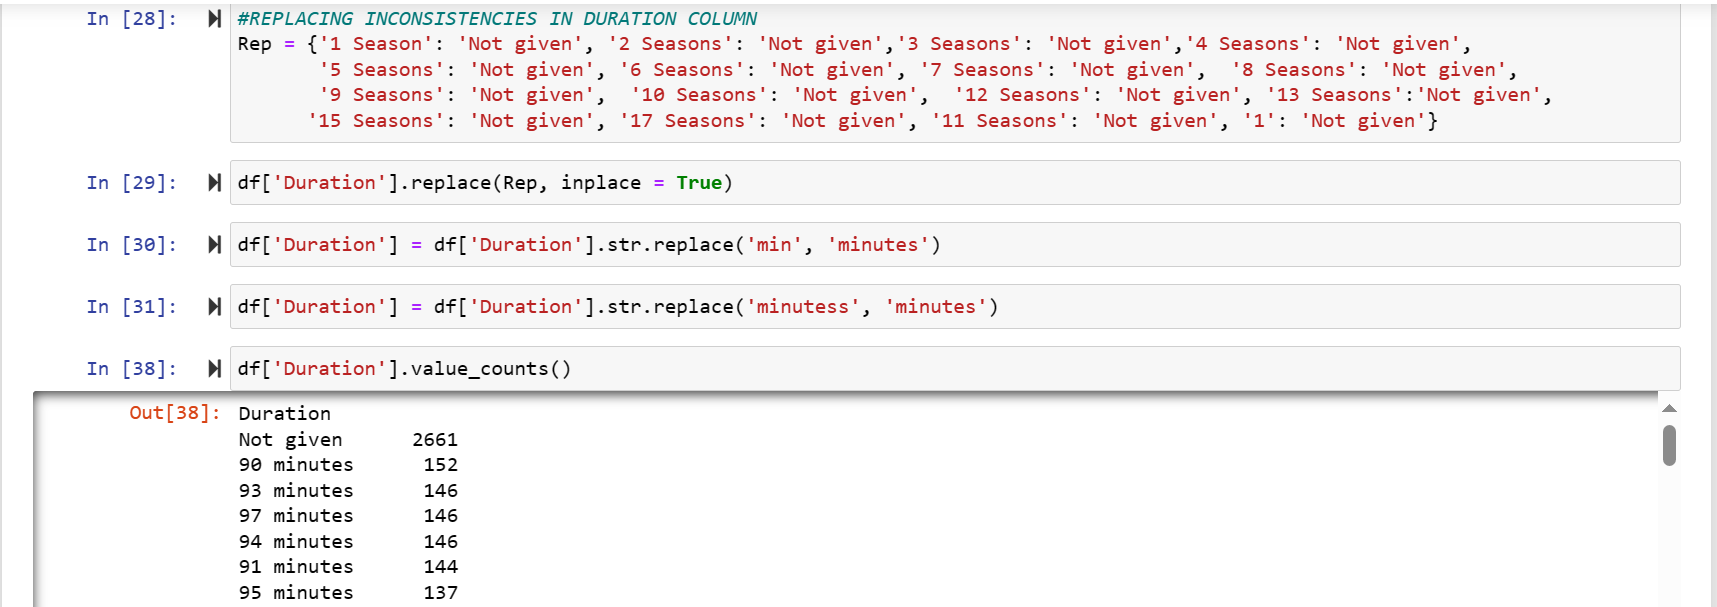 In [28]: #REPLACING INCONSISTENCIES IN DURATION COLUMN
Rep = {'1 Season': 'Not given', '2 Seasons': 'Not given','3 Seasons': 'Not given','4 Seasons': 'Not given',
'5 Seasons': 'Not given', '6 Seasons': 'Not given', '7 Seasons': 'Not given',  '8 Seasons': 'Not given',
'9 Seasons': 'Not given',  '10 Seasons': 'Not given',  '12 Seasons': 'Not given', '13 Seasons':'Not given',
'15 Seasons': 'Not given', '17 Seasons': 'Not given', '11 Seasons': 'Not given', '1': 'Not given'}
In [29]: df['Duration'].replace(Rep, inplace = True)
In [30]: df['Duration'] = df['Duration'].str.replace('min', 'minutes')
In [31]: df['Duration'] = df['Duration'].str.replace('minutess', 'minutes')
In [38]: df['Duration'].value_counts()
Out[38]: Duration
Not given      2661
90 minutes      152
93 minutes      146
97 minutes      146
94 minutes      146
91 minutes      144
95 minutes      137